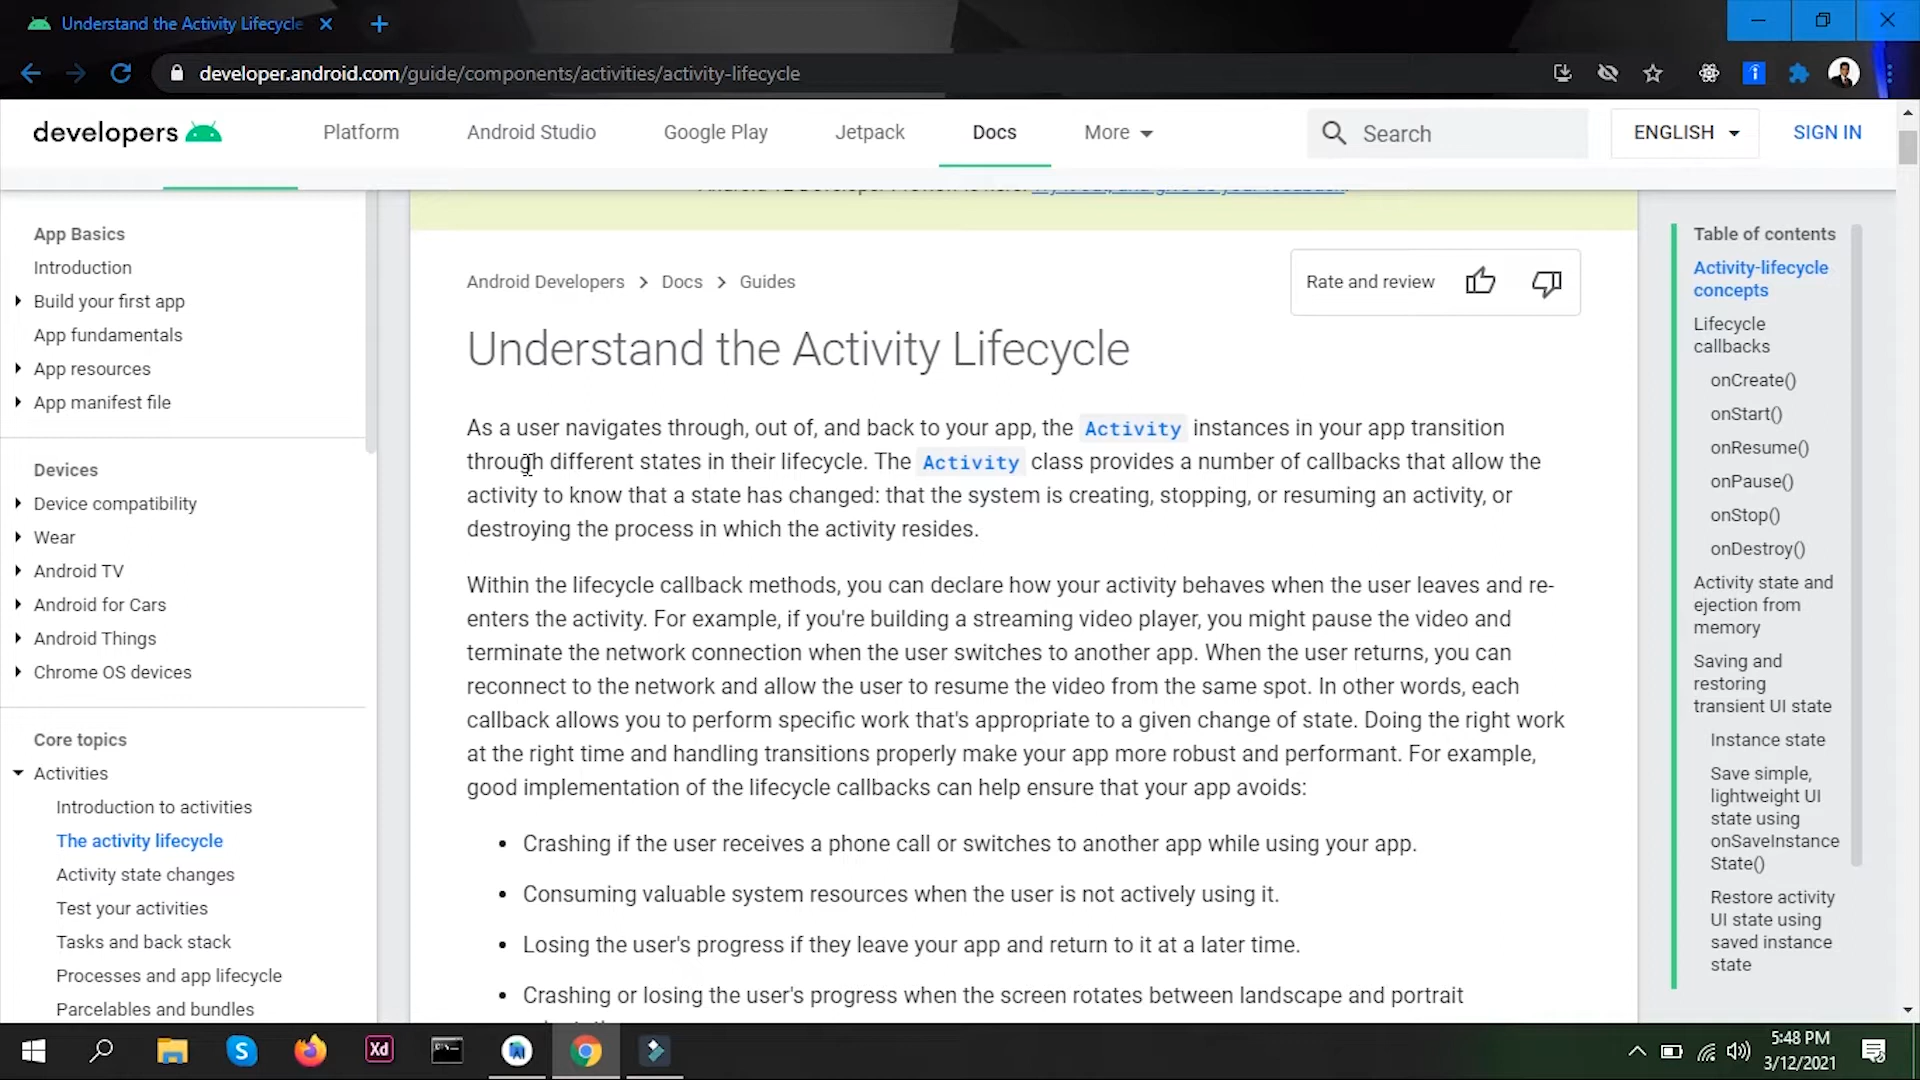 Understand the Activity Lifecycle
developer.android.com/guide/components/activities/activity-lifecycle
developers
Platform
Android Studio
Google Play
Jetpack
Docs
More
Search
ENGLISH
SIGN IN
App Basics
Introduction
Build your first app
App fundamentals
App resources
App manifest file
Devices
Device compatibility
Wear
Android TV
Android for Cars
Android Things
Chrome OS devices
Core topics
Activities
Introduction to activities
The activity lifecycle
Activity state changes
Test your activities
Tasks and back stack
Processes and app lifecycle
Parcelables and bundles
Android Developers > Docs > Guides
Rate and review
Understand the Activity Lifecycle
As a user navigates through, out of, and back to your app, the Activity instances in your app transition
through different states in their lifecycle. The Activity class provides a number of callbacks that allow the
activity to know that a state has changed: that the system is creating, stopping, or resuming an activity, or
destroying the process in which the activity resides.
Within the lifecycle callback methods, you can declare how your activity behaves when the user leaves and re-
enters the activity. For example, if you're building a streaming video player, you might pause the video and
terminate the network connection when the user switches to another app. When the user returns, you can
reconnect to the network and allow the user to resume the video from the same spot. In other words, each
callback allows you to perform specific work that's appropriate to a given change of state. Doing the right work
at the right time and handling transitions properly make your app more robust and performant. For example,
good implementation of the lifecycle callbacks can help ensure that your app avoids:
• Crashing if the user receives a phone call or switches to another app while using your app.
• Consuming valuable system resources when the user is not actively using it.
• Losing the user's progress if they leave your app and return to it at a later time.
• Crashing or losing the user's progress when the screen rotates between landscape and portrait
Table of contents
Activity-lifecycle
concepts
Lifecycle
callbacks
onCreate()
onStart()
onResume()
onPause()
onStop()
onDestroy()
Activity state and
ejection from
memory
Saving and
restoring
transient UI state
Instance state
Save simple,
lightweight UI
state using
onSaveInstance
State()
Restore activity
UI state using
saved instance
state
Xd
5:48 PM
3/12/2021